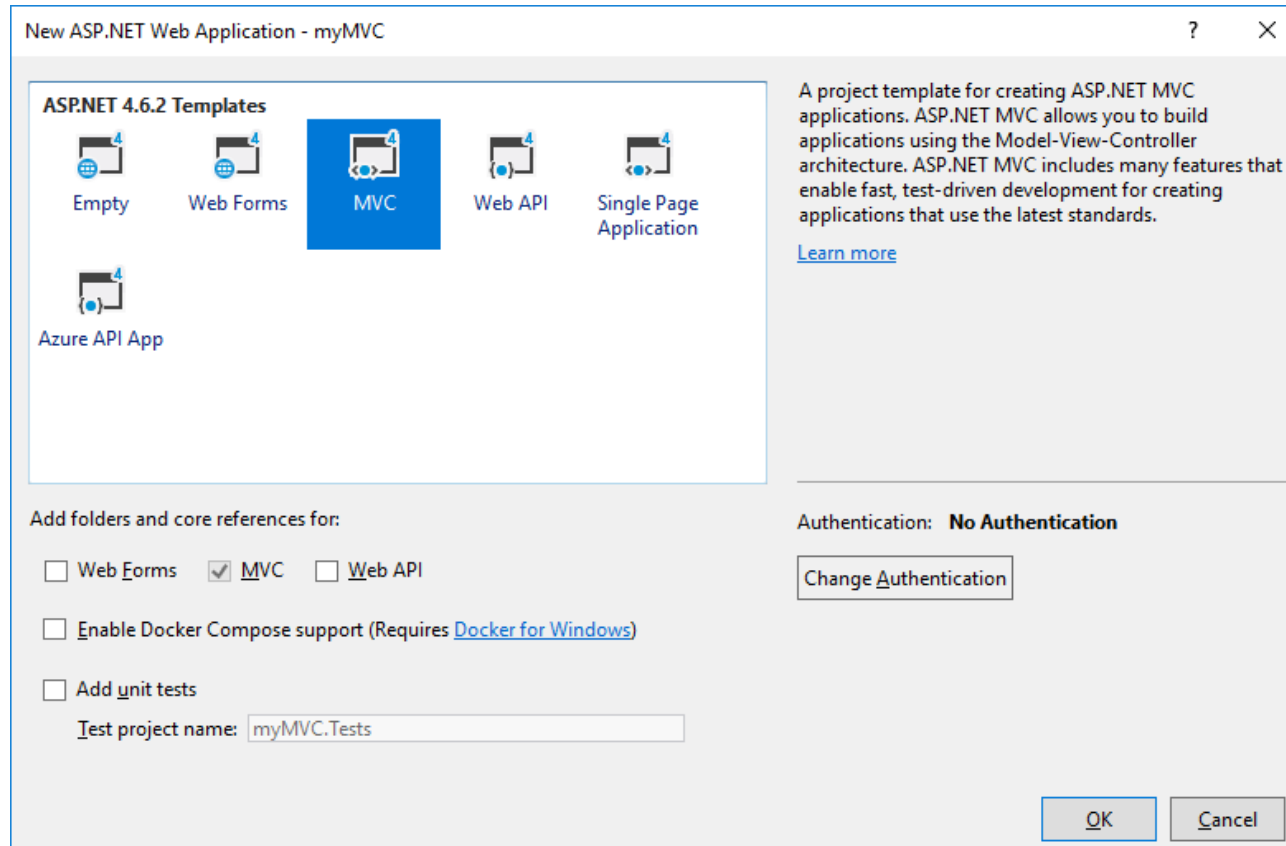 New ASP.NET Web Application - myMVC
?
ASP.NET 4.6.2 Templates
4 4 4 4 4
Empty Web Forms MVC Web API Single Page
Application
4
Azure API App
A project template for creating ASP.NET MVC
applications. ASP.NET MVC allows you to build
applications using the Model-View-Controller
architecture. ASP.NET MVC includes many features that
enable fast, test-driven development for creating
applications that use the latest standards.
Learn more
Add folders and core references for:
Web Forms MVC Web API
Enable Docker Compose support (Requires Docker for Windows)
Add unit tests
Test project name: myMVC.Tests
Authentication: No Authentication
Change Authentication
OK Cancel